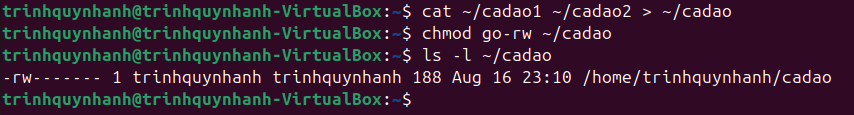 trinhquynhanh@trinhquynhanh-VirtualBox:~$ cat ~/cadao1 ~/cadao2 > ~/cadao
trinhquynhanh@trinhquynhanh-VirtualBox:~$ chmod go-rw ~/cadao
trinhquynhanh@trinhquynhanh-VirtualBox:~$ ls -l ~/cadao
-rw------- 1 trinhquynhanh trinhquynhanh 188 Aug 16 23:10 /home/trinhquynhanh/cadao
trinhquynhanh@trinhquynhanh-VirtualBox:~$